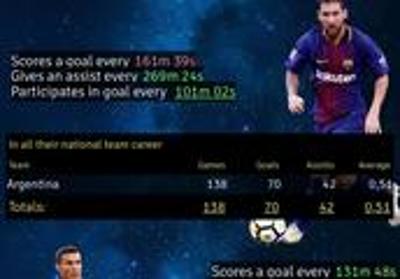 Scores a goal every 161m 39s
Gives an assist every 269m 24s
Participates in goal every 101m 02s
Rakuten
In all their national team career
Team Games Goals Assists Average
Argentina 138 70 42 0,51
Totals: 138 70 42 0.51
Scores a goal every 131m 48s